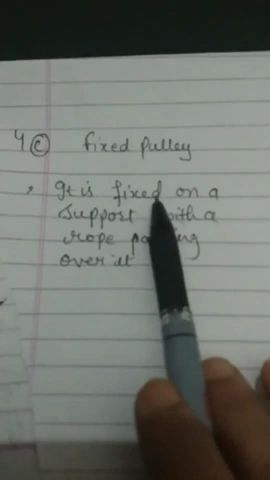 4 (c) fixed pulley
, It is fixed on a
support with a
rope passing
over it